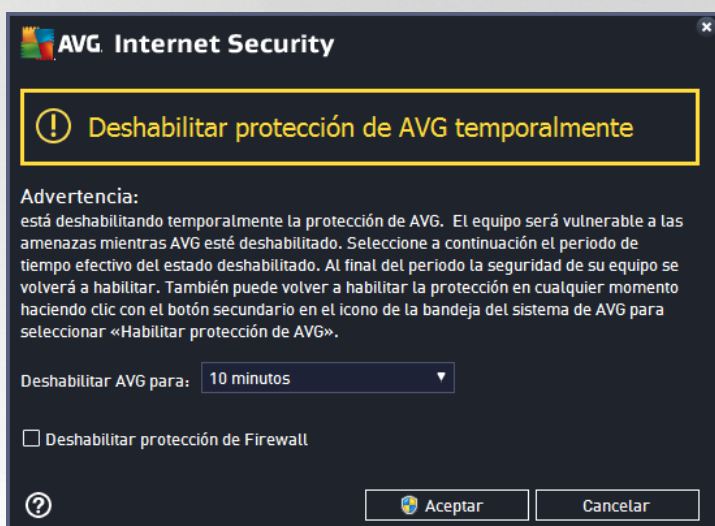 AVG. Internet Security
Deshabilitar protección de AVG temporalmente
Advertencia:
está deshabilitando temporalmente la protección de AVG. El equipo será vulnerable a las
amenazas mientras AVG esté deshabilitado. Seleccione a continuación el periodo de
tiempo efectivo del estado deshabilitado. Al final del periodo la seguridad de su equipo se
volverá a habilitar. También puede volver a habilitar la protección en cualquier momento
haciendo clic con el botón secundario en el icono de la bandeja del sistema de AVG para
seleccionar «Habilitar protección de AVG».
Deshabilitar AVG para: 10 minutos
Deshabilitar protección de Firewall
Aceptar Cancelar